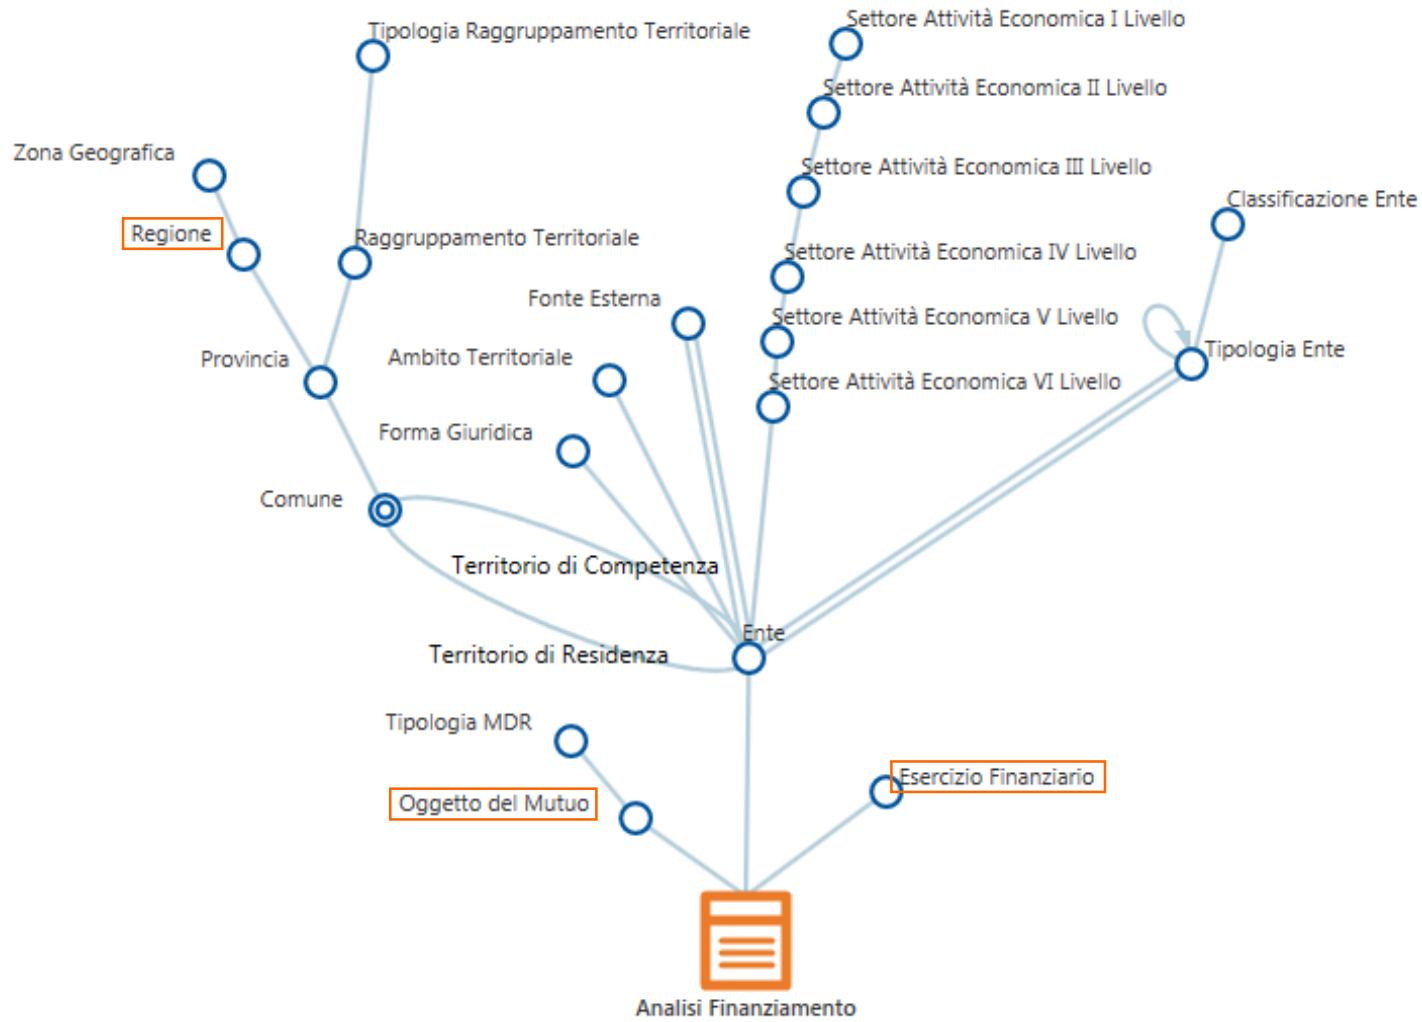 Settore Attività Economica I Livello
Tipologia Raggruppamento Territoriale
Settore Attività Economica II Livello
Zona Geografica
Settore Attività Economica III Livello
Classificazione Ente
Regione
Raggruppamento Territoriale
Settore Attività Economica IV Livello
Fonte Esterna
Settore Attività Economica V Livello
Provincia
Ambito Territoriale
Tipologia Ente
Settore Attività Economica VI Livello
Forma Giuridica
Comune
Territorio di Competenza
Ente
Territorio di Residenza
Tipologia MDR
Esercizio Finanziario
Oggetto del Mutuo
Analisi Finanziamento